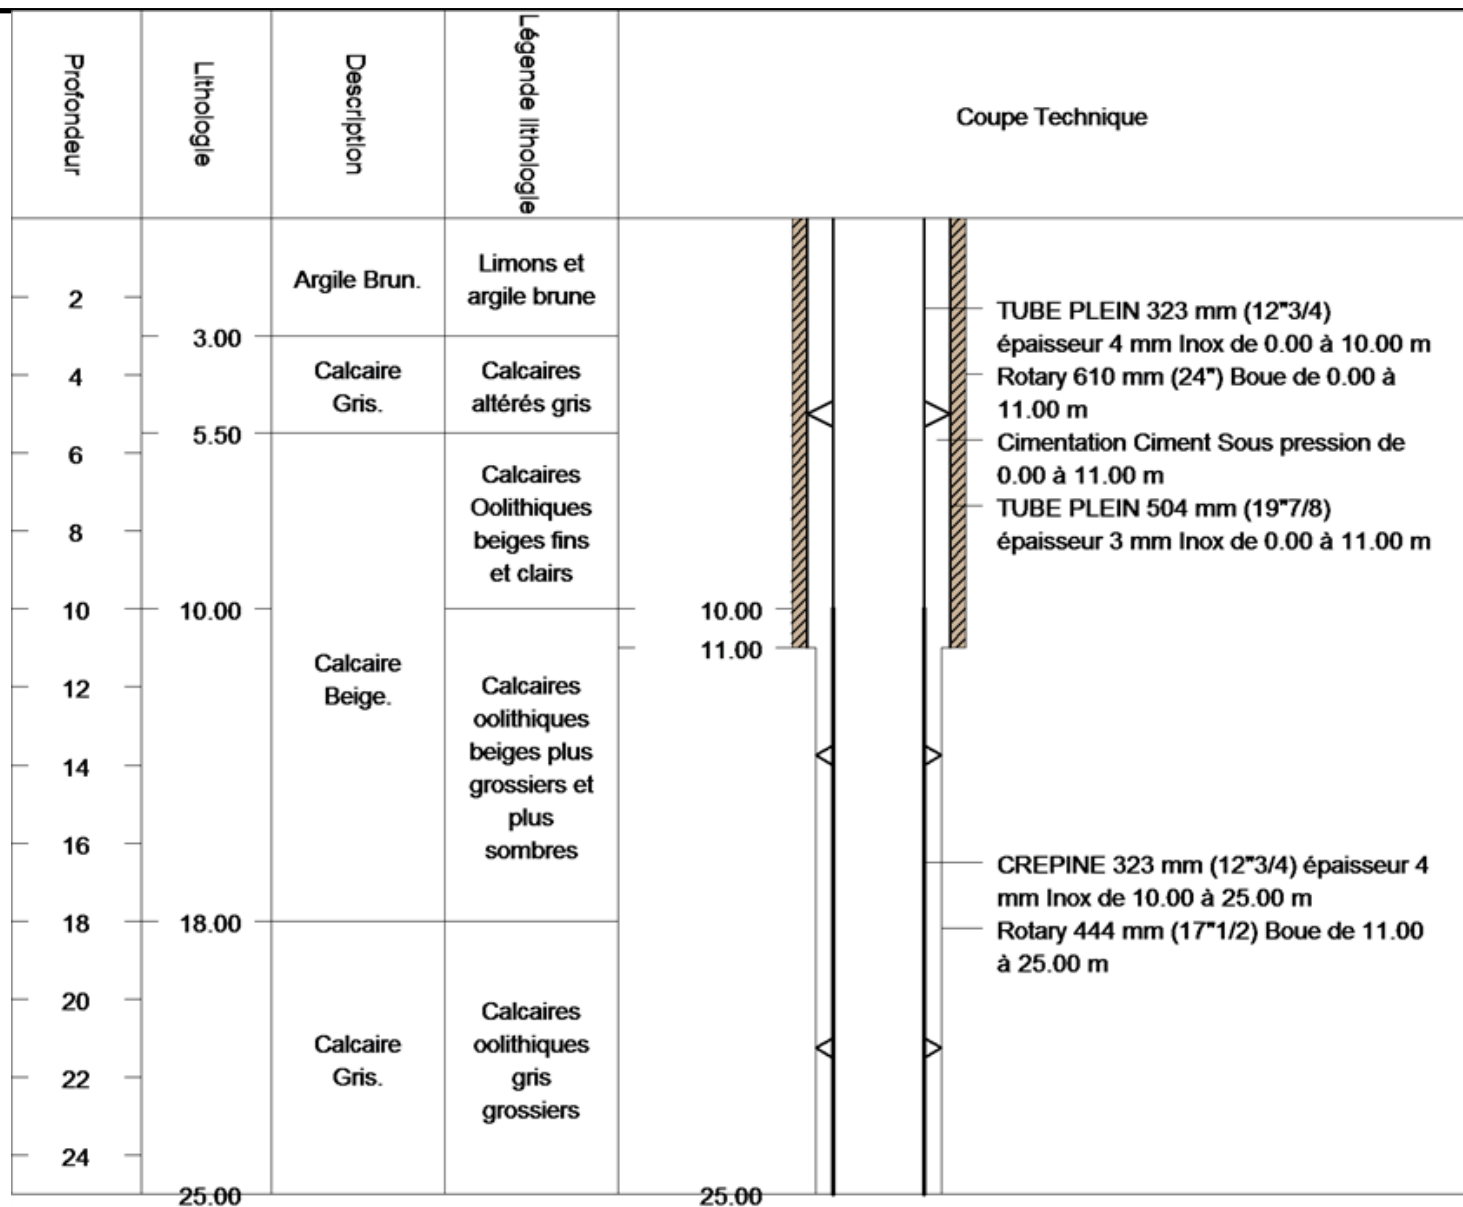 Profondeur
Lithologie
Description
Légende lithologie
Coupe Technique
2
4
6
8
10
12
14
16
18
20
22
24
3.00
5.50
10.00
18.00
25.00
Argile Brun.
Calcaire
Gris.
Calcaire
Beige.
Calcaire
Gris.
Limons et
argile brune
Calcaires
altérés gris
Calcaires
Oolithiques
beiges fins
et clairs
Calcaires
oolithiques
beiges plus
grossiers et
plus
sombres
Calcaires
oolithiques
gris
grossiers
10.00
11.00
25.00
TUBE PLEIN 323 mm (12"3/4)
épaisseur 4 mm Inox de 0.00 à 10.00 m
Rotary 610 mm (24") Boue de 0.00 à
11.00 m
Cimentation Ciment Sous pression de
0.00 à 11.00 m
TUBE PLEIN 504 mm (19"7/8)
épaisseur 3 mm Inox de 0.00 à 11.00 m
CREPINE 323 mm (12"3/4) épaisseur 4
mm Inox de 10.00 à 25.00 m
Rotary 444 mm (17"1/2) Boue de 11.00
à 25.00 m